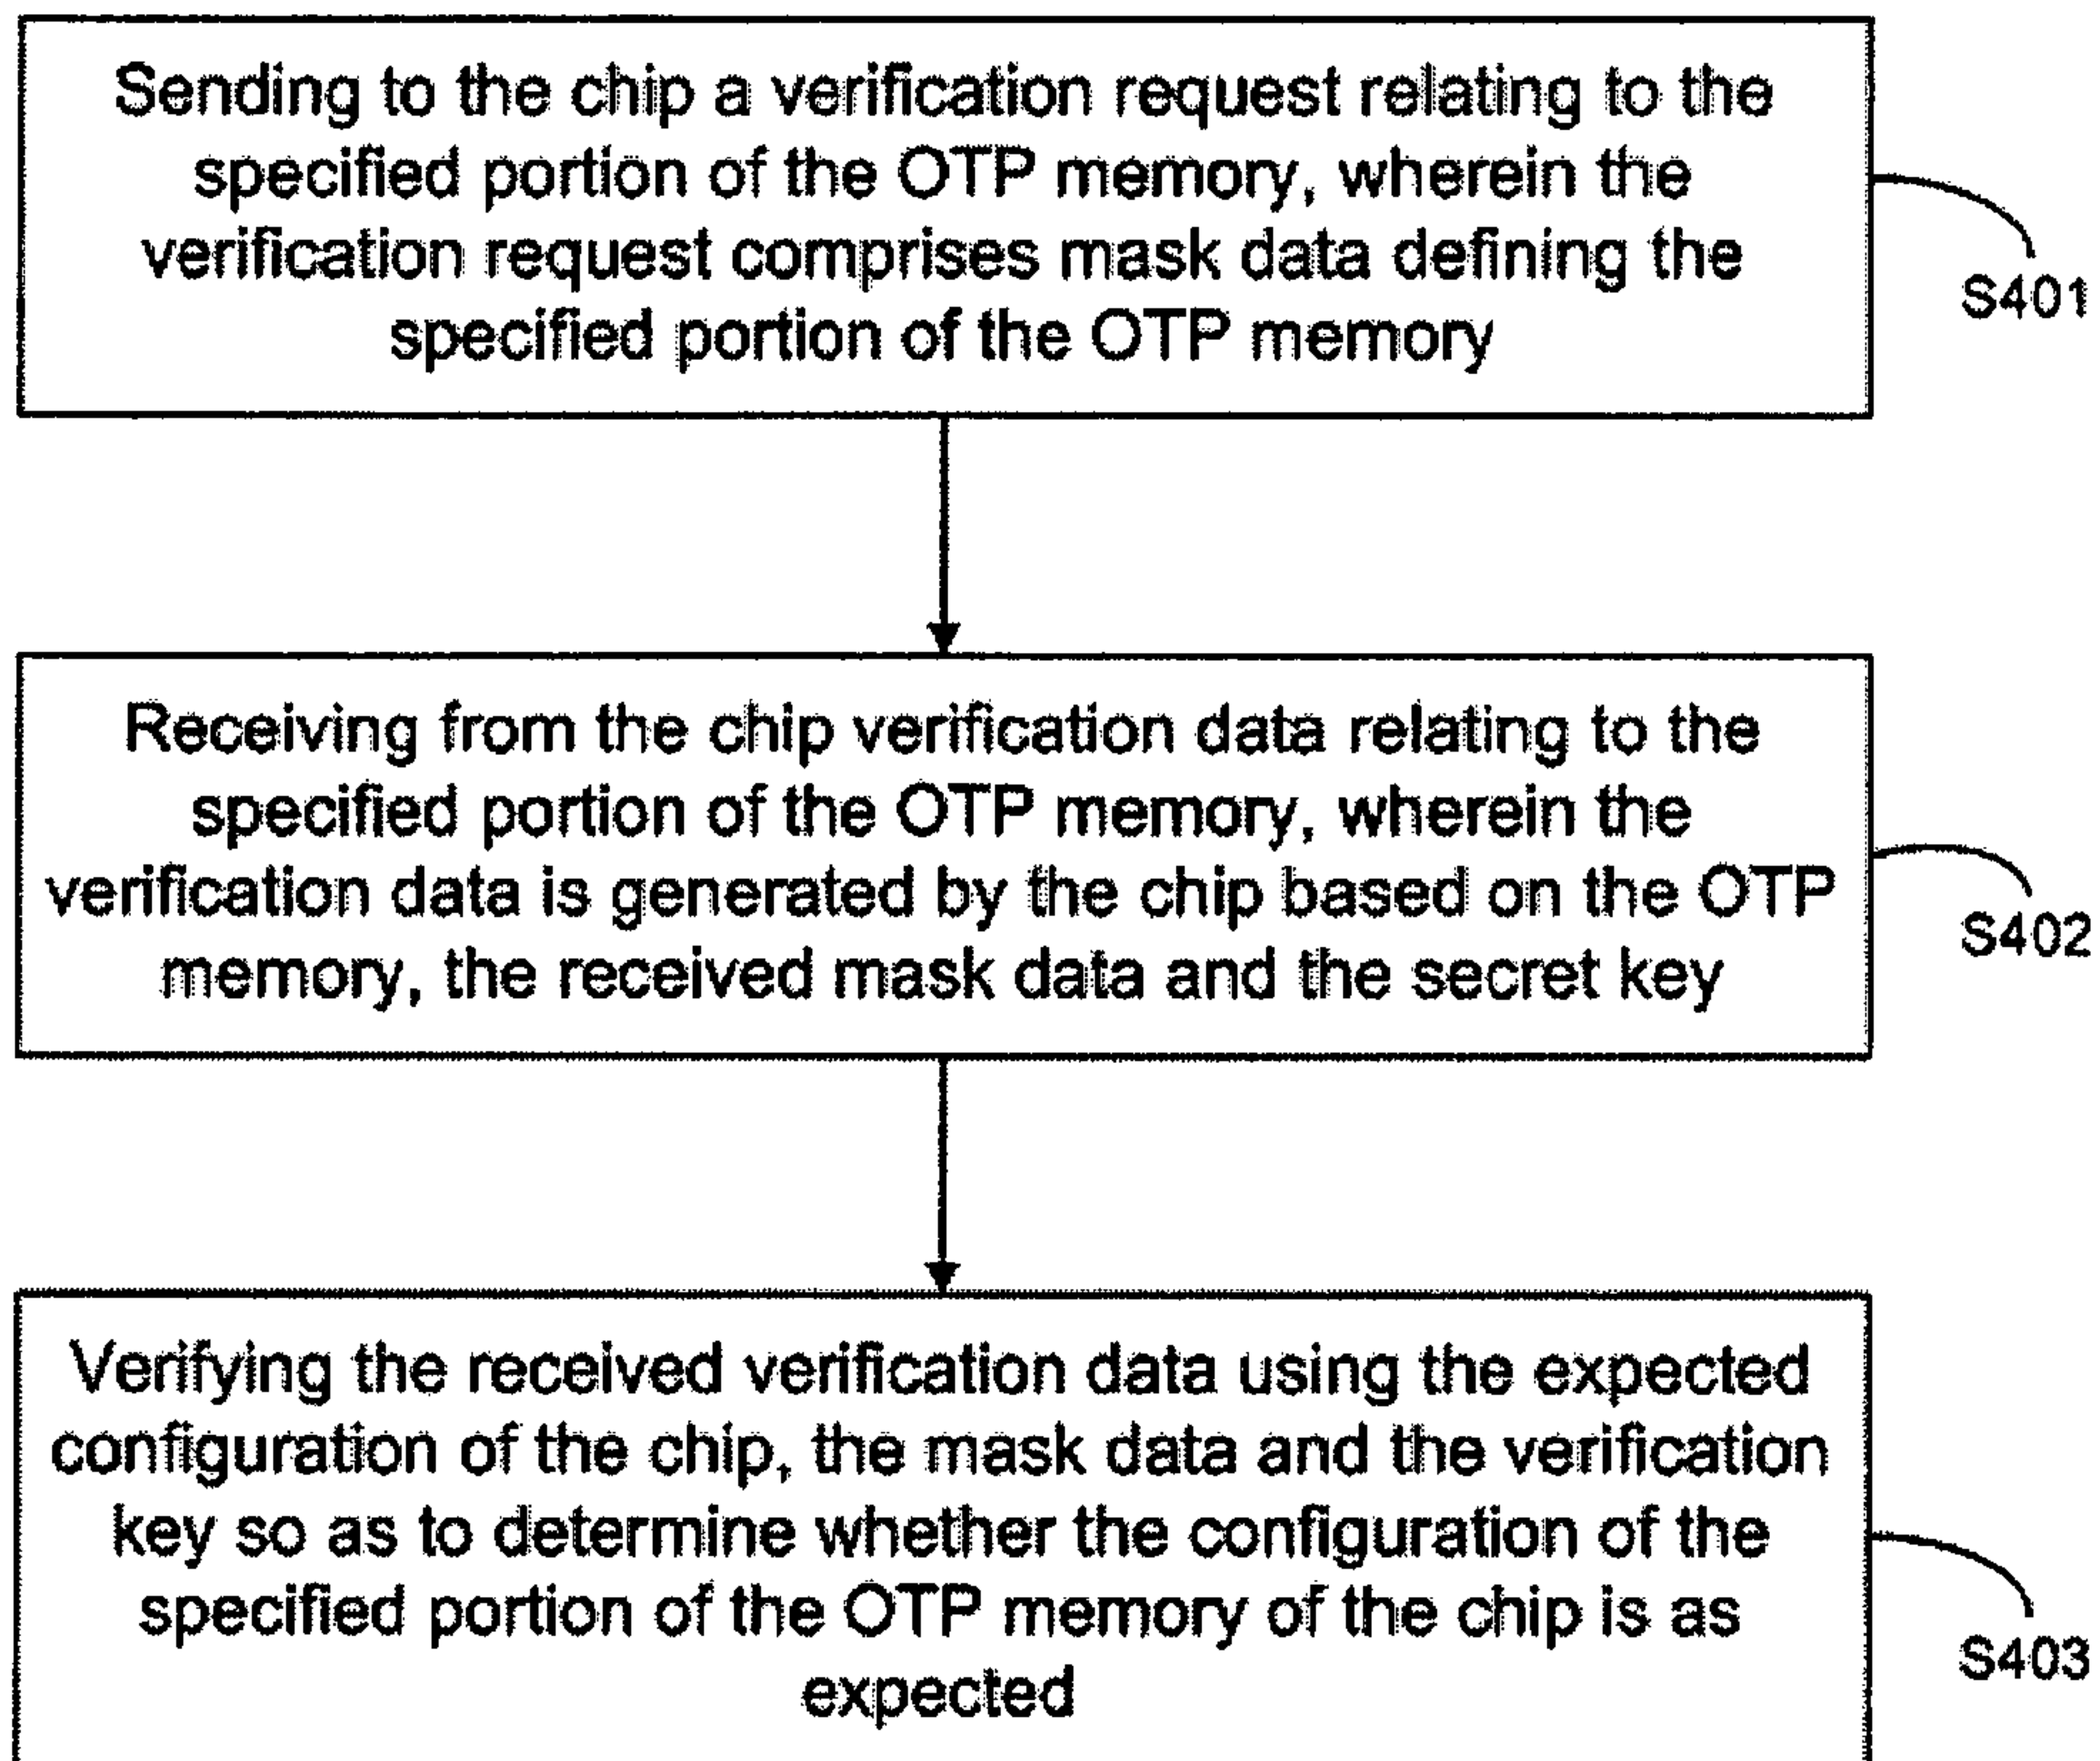 Sending to the chip a verification request relating to the
specified portion of the OTP memory, wherein the
verification request comprises mask data defining the
specified portion of the OTP memory
S401
Receiving from the chip verification data relating to the
specified portion of the OTP memory, wherein the
verification data is generated by the chip based on the OTP
memory, the received mask data and the secret key
S402
Verifying the received verification data using the expected
configuration of the chip, the mask data and the verification
key so as to determine whether the configuration of the
specified portion of the OTP memory of the chip is as
expected
S403